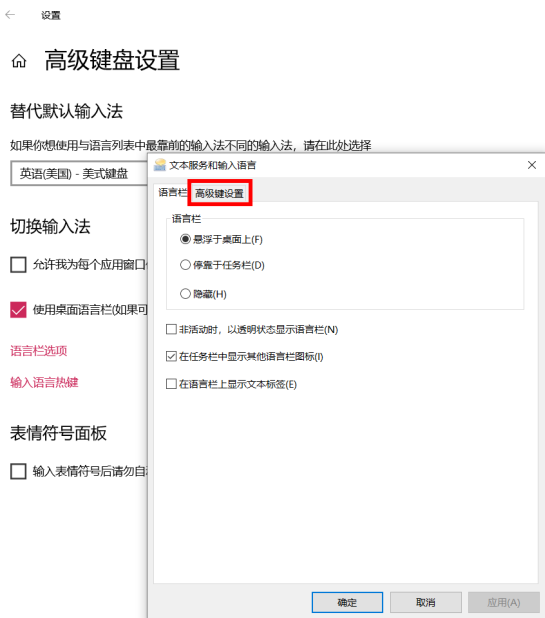 设置
高级键盘设置
替代默认输入法
如果你想使用与语言列表中最靠前的输入法不同的输入法，请在此处选择
英语(美国) - 美式键盘
切换输入法
允许我为每个应用窗口
使用桌面语言栏(如果可
语言栏选项
输入语言热键
表情符号面板
输入表情符号后请勿自
文本服务和输入语言
语言栏
高级键设置
语言栏
悬浮于桌面上(F)
停靠于任务栏(D)
隐藏(H)
非活动时，以透明状态显示语言栏(N)
在任务栏中显示其他语言栏图标(I)
在语言栏上显示文本标签(E)
确定
取消
应用(A)